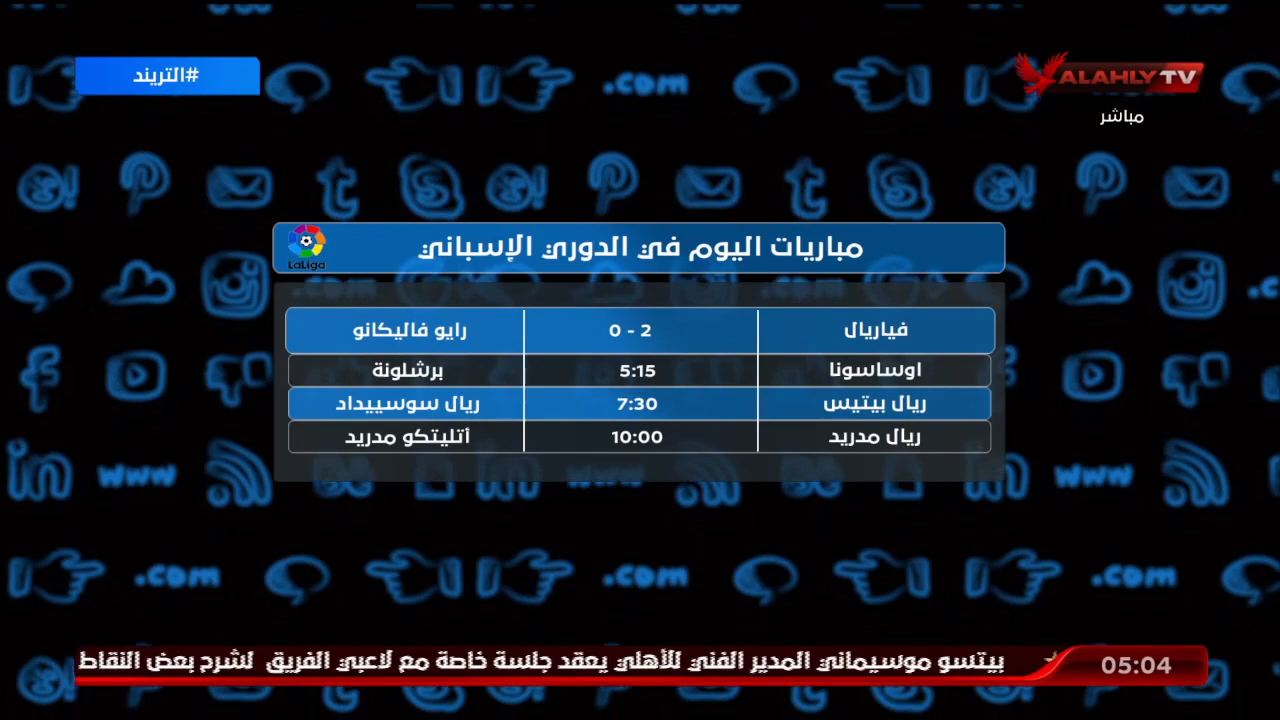 #التريند
ALAHLY TV
مباشر
مباريات اليوم في الدوري الإسباني
LaLiga
فياريال 2 - 0 رايو فاليكانو
اوساسونا 5:15 برشلونة
ريال بيتيس 7:30 ريال سوسييداد
ريال مدريد 10:00 أتليتكو مدريد
05:04 بيتسو موسيماني المدير الفني للأهلي يعقد جلسة خاصة مع لاعبي الفريق لشرح بعض النقاط